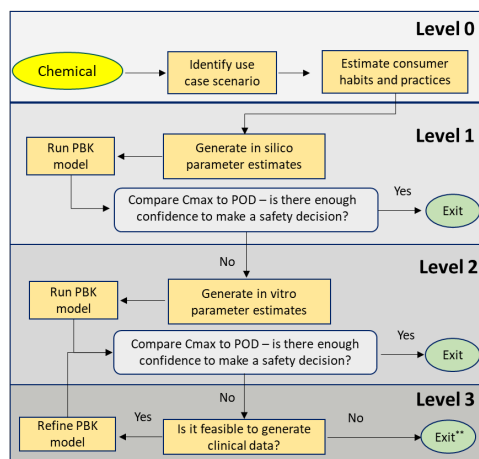 Level 0
Chemical
Identify use
case scenario
Estimate consumer
habits and practices
Level 1
Run PBK
model
Generate in silico
parameter estimates
Compare Cmax to POD – is there enough
confidence to make a safety decision?
Yes
Exit
No
Level 2
Run PBK
model
Generate in vitro
parameter estimates
Compare Cmax to POD – is there enough
confidence to make a safety decision?
Yes
Exit
No
Level 3
Refine PBK
model
Yes
Is it feasible to generate
clinical data?
No
Exit**